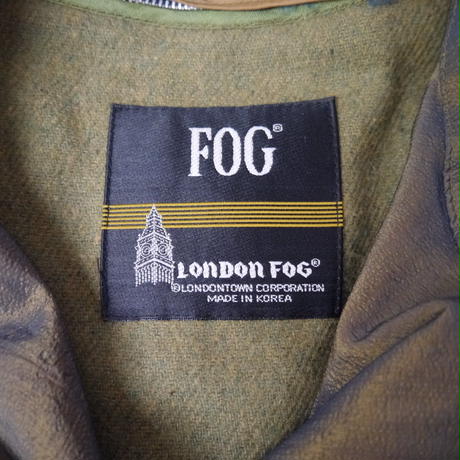 FOG®
LONDON FOG®
©LONDONTOWN CORPORATION
MADE IN KOREA